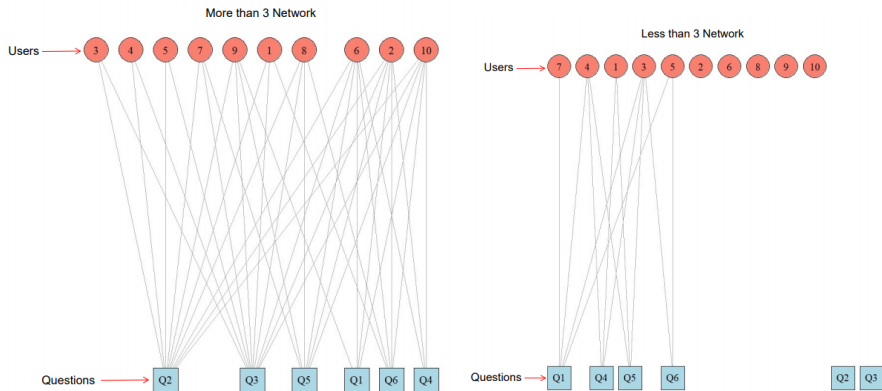 More than 3 Network
Users
3 4 5 7 9 1 8 6 2 10
Questions
Q2 Q3 Q5 Q1 Q6 Q4
Less than 3 Network
Users
7 4 1 3 5 2 6 8 9 10
Questions
Q1 Q4 Q5 Q6 Q2 Q3